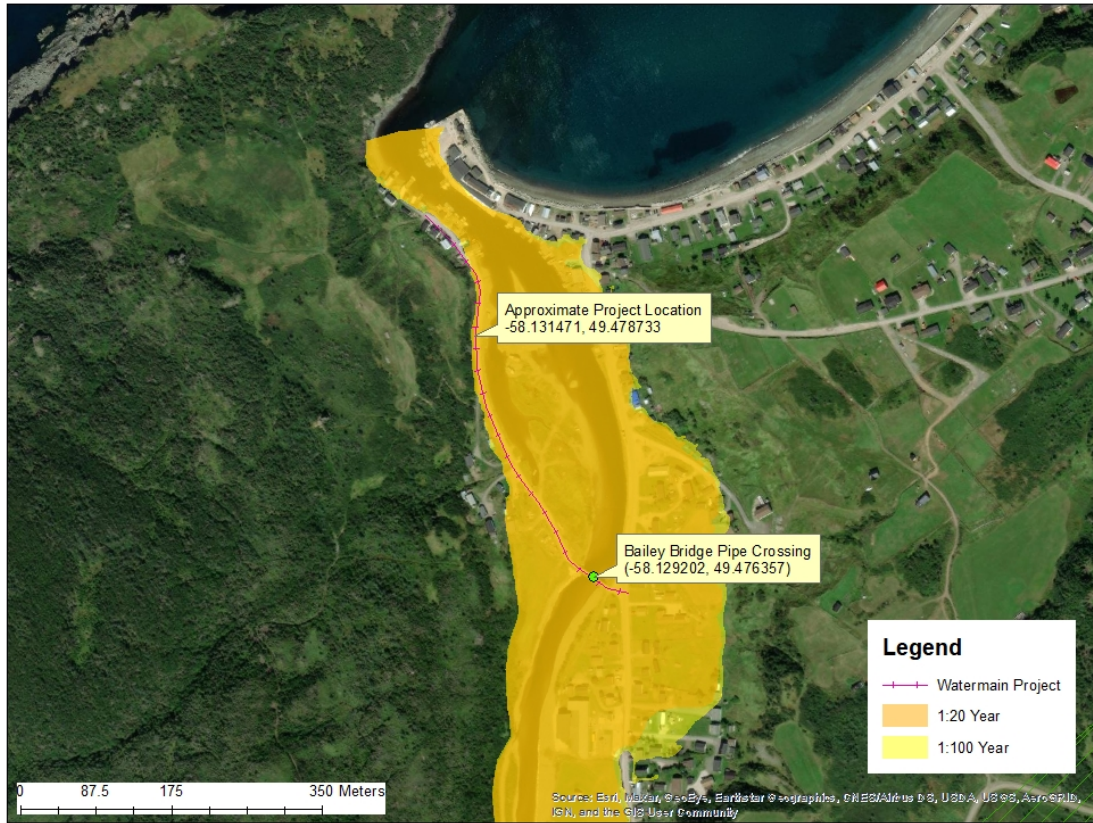 Approximate Project Location
-58.131471, 49.478733
Bailey Bridge Pipe Crossing
(-58.129202, 49.476357)
Legend
Watermain Project
1:20 Year
1:100 Year
0 87.5 175 350 Meters
Source: Esri, Maxar, GeoEye, Earthstar Geographics, CNES/Airbus DS, USDA, USGS, AeroGRID,
IGN, and the GIS User Community